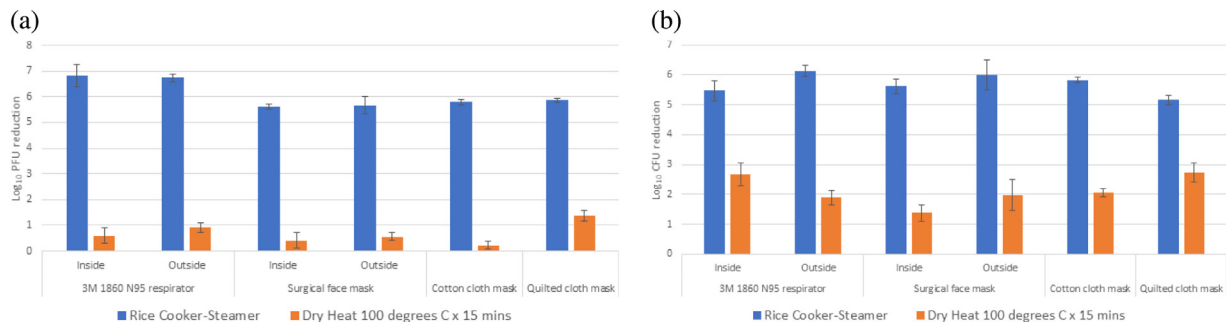 (a)
8
7
6
5
4
3
2
1
0
Log10 PFU reduction
Inside Outside Inside Outside
3M 1860 N95 respirator Surgical face mask Cotton cloth mask Quilted cloth mask
Rice Cooker-Steamer Dry Heat 100 degrees C x 15 mins
(b)
7
6
5
4
3
2
1
0
Log10 CFU reduction
Inside Outside Inside Outside
3M 1860 N95 respirator Surgical face mask Cotton cloth mask Quilted cloth mask
Rice Cooker-Steamer Dry Heat 100 degrees C x 15 mins